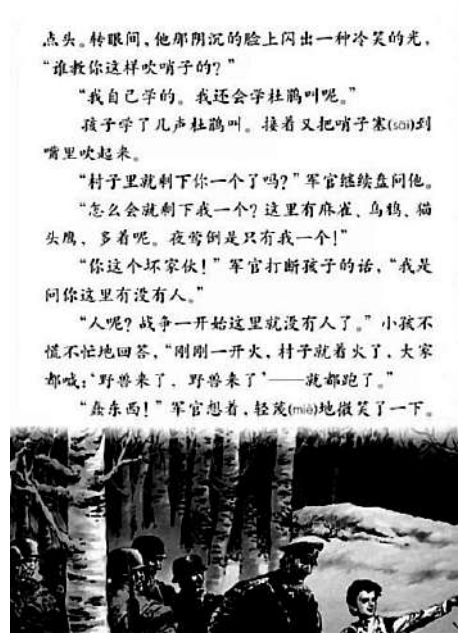 点头。转眼间,他那阴沉的脸上闪出一种冷笑的光,
“谁教你这样吹哨子的?”
“我自己学的。我还会学杜鹃叫呢。”
孩子学了几声杜鹃叫。接着又把哨子塞(sāi)到
嘴里吹起来。
“村子里就剩下你一个了吗?”军官继续盘问他。
“怎么会就剩下我一个?这里有麻雀、乌鸦、猫
头鹰,多着呢。夜莺倒是只有我一个!”
“你这个坏家伙!”军官打断孩子的话,“我是
问你这里有没有人。”
“人呢?战争一开始这里就没有人了。”小孩不
慌不忙地回答,“刚刚一开火,村子就着火了,大家
都喊:‘野兽来了,野兽来了’——就都跑了。”
“蠢东西!”军官想着,轻蔑(miè)地微笑了一下。